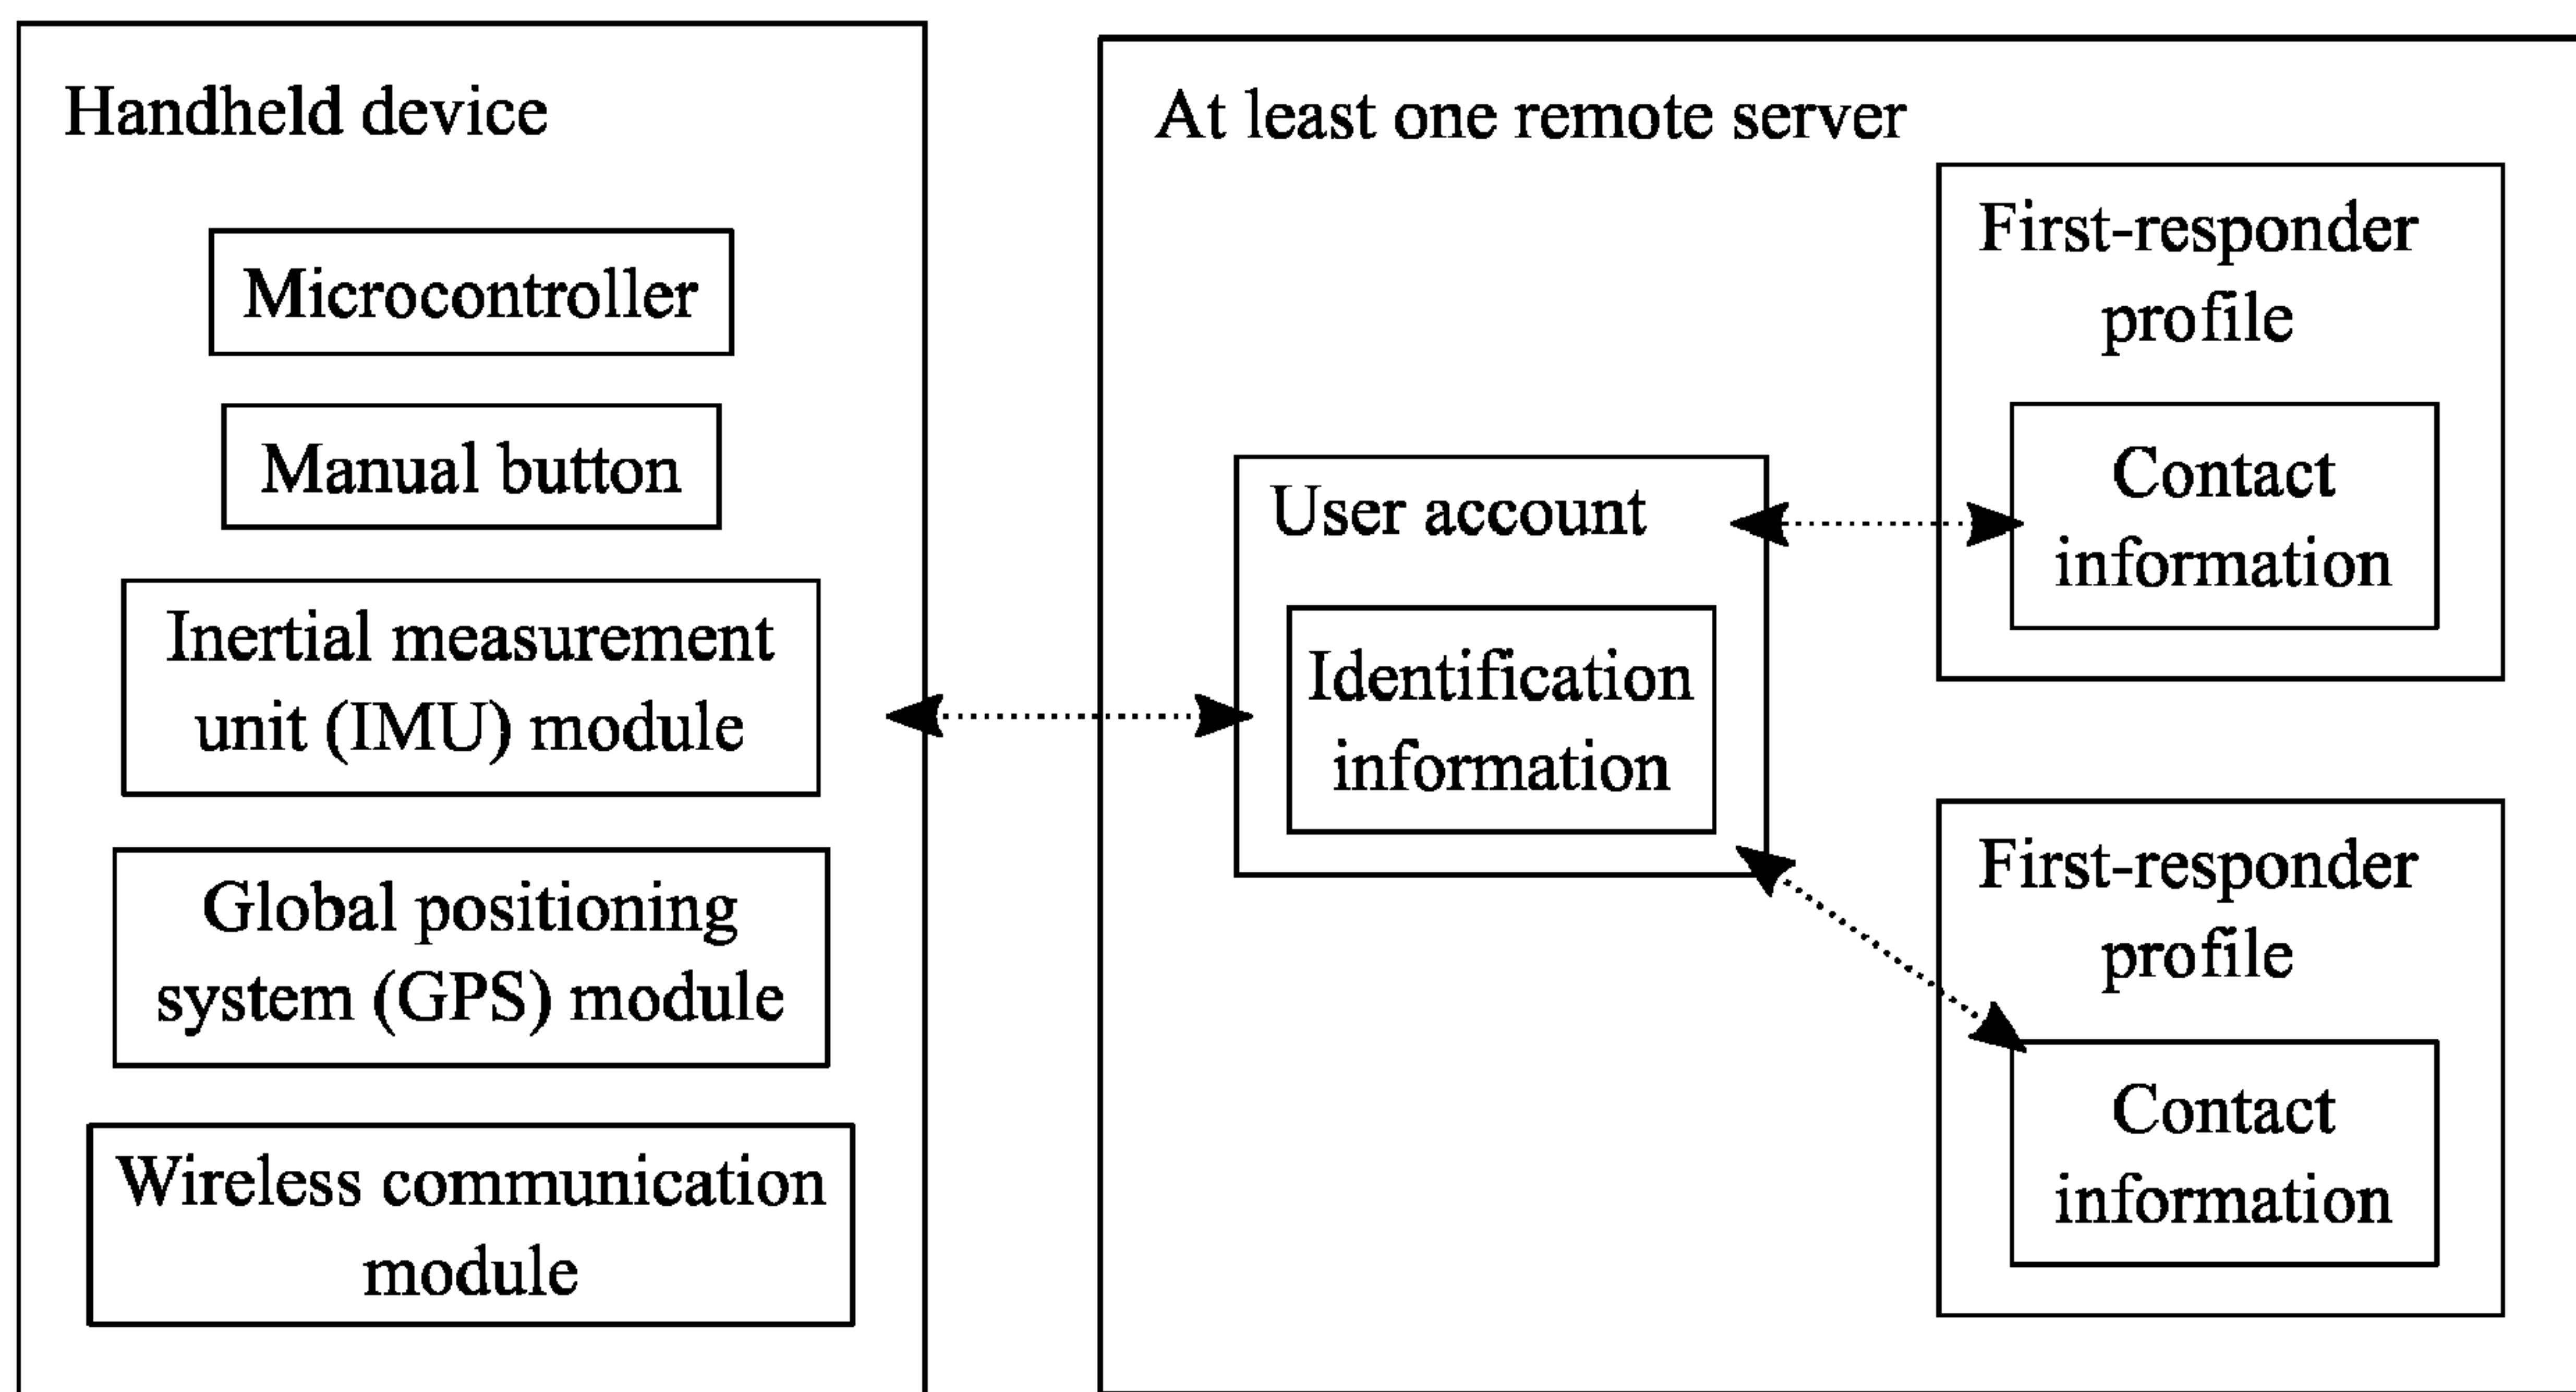 Handheld device
Microcontroller
Manual button
Inertial measurement
unit (IMU) module
Global positioning
system (GPS) module
Wireless communication
module
At least one remote server
User account
Identification
information
First-responder
profile
Contact
information
First-responder
profile
Contact
information